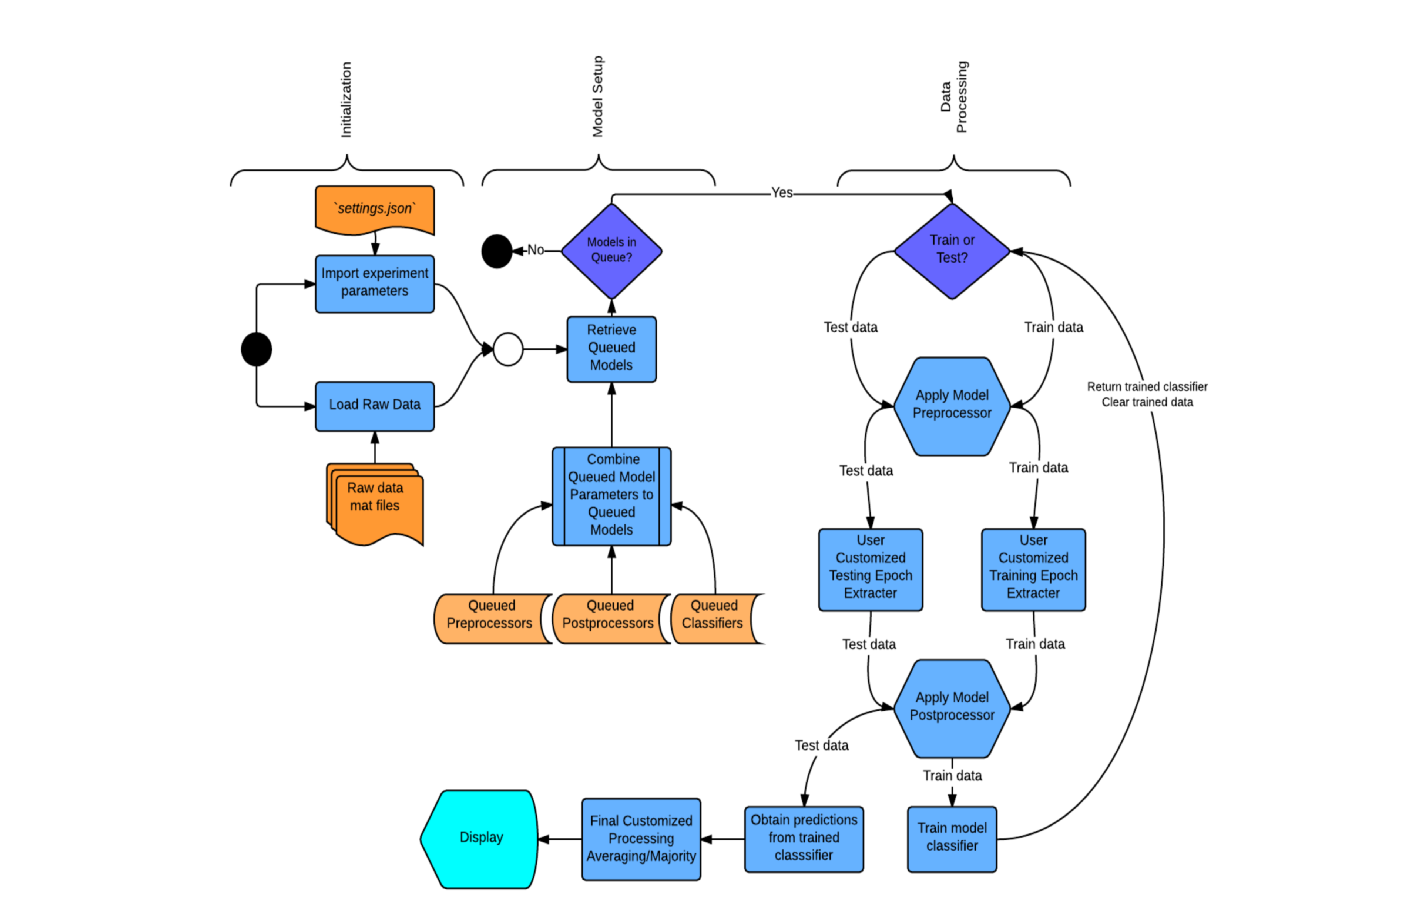 Initialization
Model Setup
Data
Processing
`settings.json`
Import experiment
parameters
Load Raw Data
Raw data
mat files
Yes
No
Models in
Queue?
Retrieve
Queued
Models
Combine
Queued Model
Parameters to
Queued
Models
Queued
Preprocessors
Queued
Postprocessors
Queued
Classifiers
Train or
Test?
Test data
Train data
Apply Model
Preprocessor
Return trained classifier
Clear trained data
Test data
Train data
User
Customized
Testing Epoch
Extracter
User
Customized
Training Epoch
Extracter
Test data
Train data
Apply Model
Postprocessor
Test data
Train data
Train model
classifier
Obtain predictions
from trained
classsifier
Final Customized
Processing
Averaging/Majority
Display